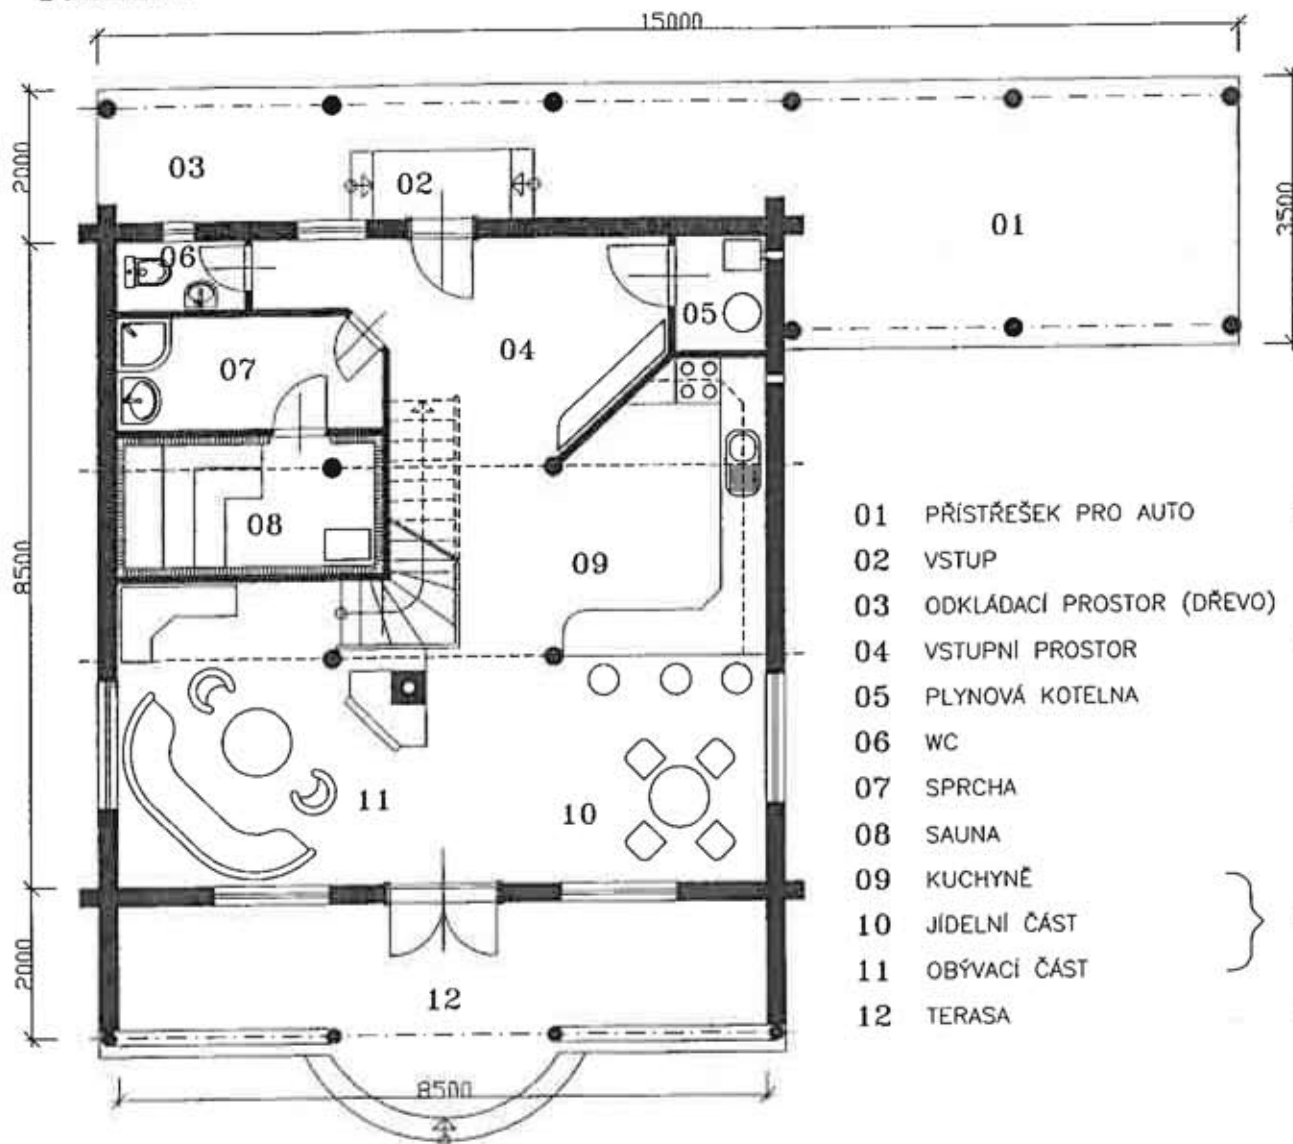 15000
2000
03
02
01
3500
06
05
04
07
08
09
8500
11
10
12
2000
8500
01 PŘÍSTŘEŠEK PRO AUTO
02 VSTUP
03 ODKLÁDACÍ PROSTOR (DŘEVO)
04 VSTUPNÍ PROSTOR
05 PLYNOVÁ KOTELNA
06 WC
07 SPRCHA
08 SAUNA
09 KUCHYNĚ
10 JÍDELNÍ ČÁST
11 OBÝVACÍ ČÁST
12 TERASA